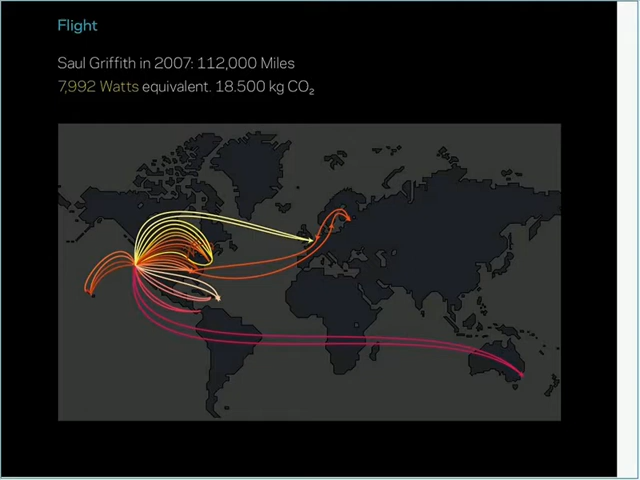 Flight
Saul Griffith in 2007: 112,000 Miles
7,992 Watts equivalent. 18.500 kg CO₂